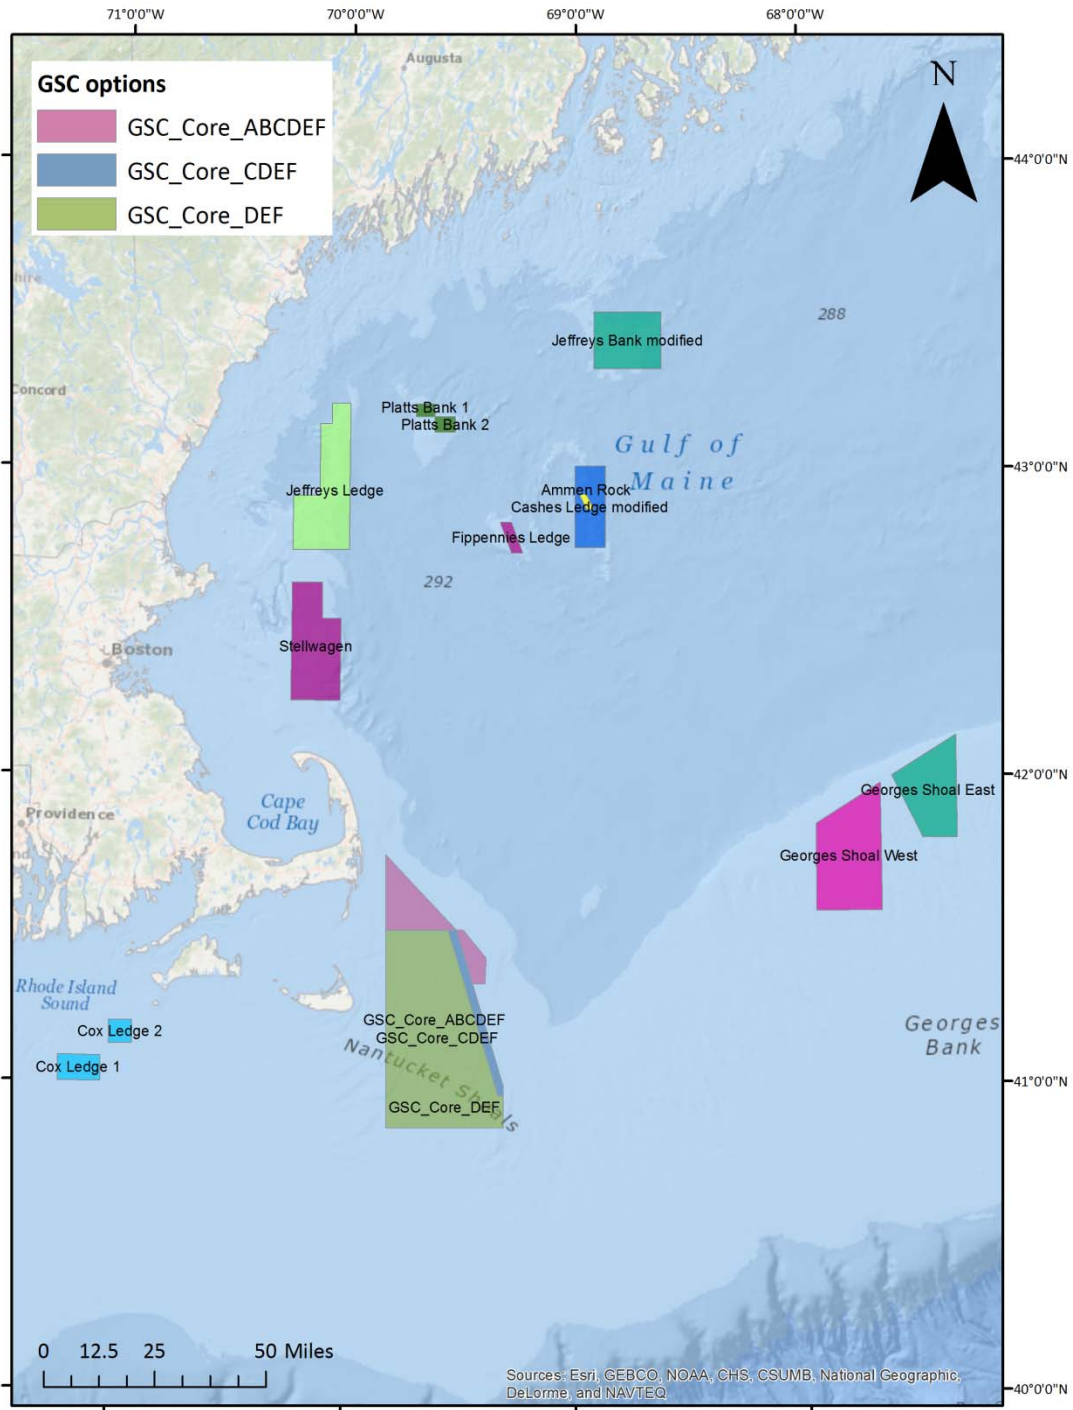 71°0'0"W 70°0'0"W 69°0'0"W 68°0'0"W
GSC options
GSC_Core_ABCDEF
GSC_Core_CDEF
GSC_Core_DEF
Augusta
N
44°0'0"N
hire
288
Jeffreys Bank modified
Concord
Platts Bank 1
Platts Bank 2
Gulf of
Maine
43°0'0"N
Jeffreys Ledge
Ammen Rock
Cashes Ledge modified
Fippennies Ledge
292
Stellwagen
Boston
42°0'0"N
Georges Shoal East
Cape
Cod Bay
Providence
nd
Georges Shoal West
Rhode Island
Sound
Cox Ledge 2
Cox Ledge 1
GSC_Core_ABCDEF
GSC_Core_CDEF
Nantucket Shoals
GSC_Core_DEF
Georges
Bank
41°0'0"N
0 12.5 25 50 Miles
Sources: Esri, GEBCO, NOAA, CHS, CSUMB, National Geographic,
DeLorme, and NAVTEQ
40°0'0"N